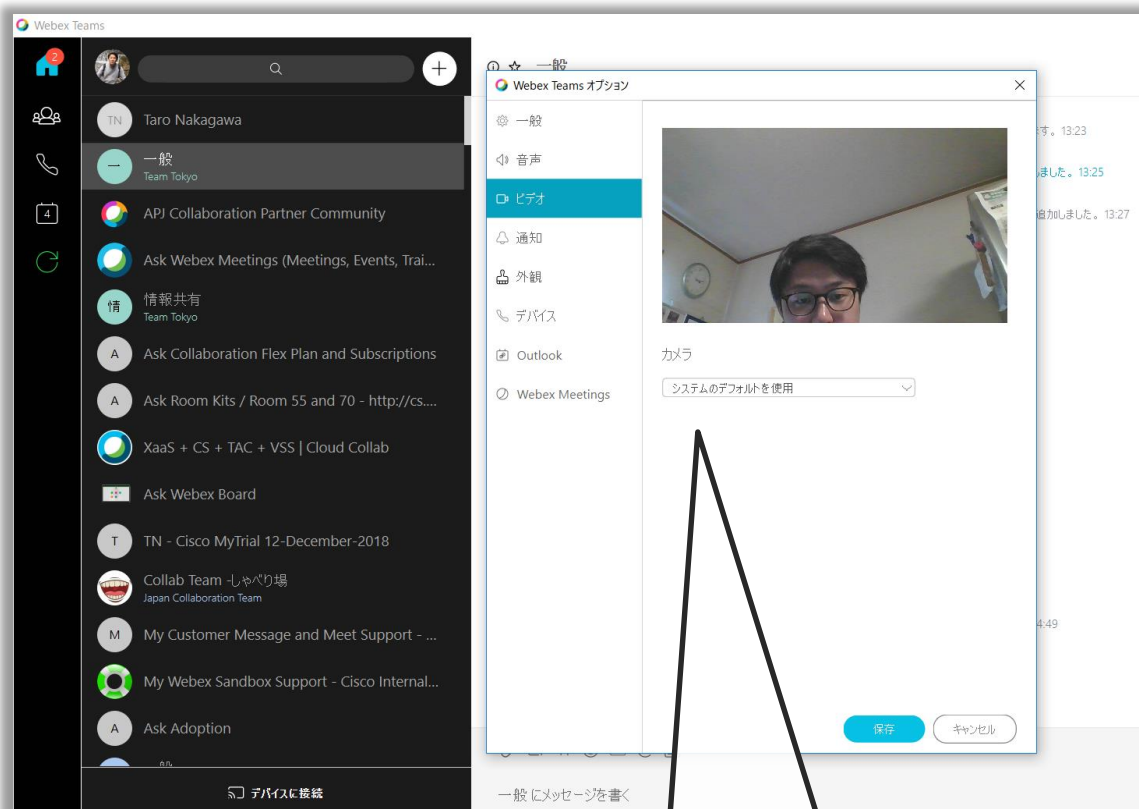 Webex Teams
2
4
TN
Taro Nakagawa
一
一般
Team Tokyo
APJ Collaboration Partner Community
Ask Webex Meetings (Meetings, Events, Trai...
情
情報共有
Team Tokyo
A
Ask Collaboration Flex Plan and Subscriptions
A
Ask Room Kits / Room 55 and 70 - http://cs....
XaaS + CS + TAC + VSS | Cloud Collab
Ask Webex Board
T
TN - Cisco MyTrial 12-December-2018
Collab Team -しゃべり場
Japan Collaboration Team
M
My Customer Message and Meet Support - ...
My Webex Sandbox Support - Cisco Internal...
A
Ask Adoption
デバイスに接続
一般
Webex Teams オプション
一般
音声
ビデオ
通知
外観
デバイス
Outlook
Webex Meetings
カメラ
システムのデフォルトを使用
保存
キャンセル
す。13:23
ました。13:25
追加しました。13:27
4:49
一般 にメッセージを書く